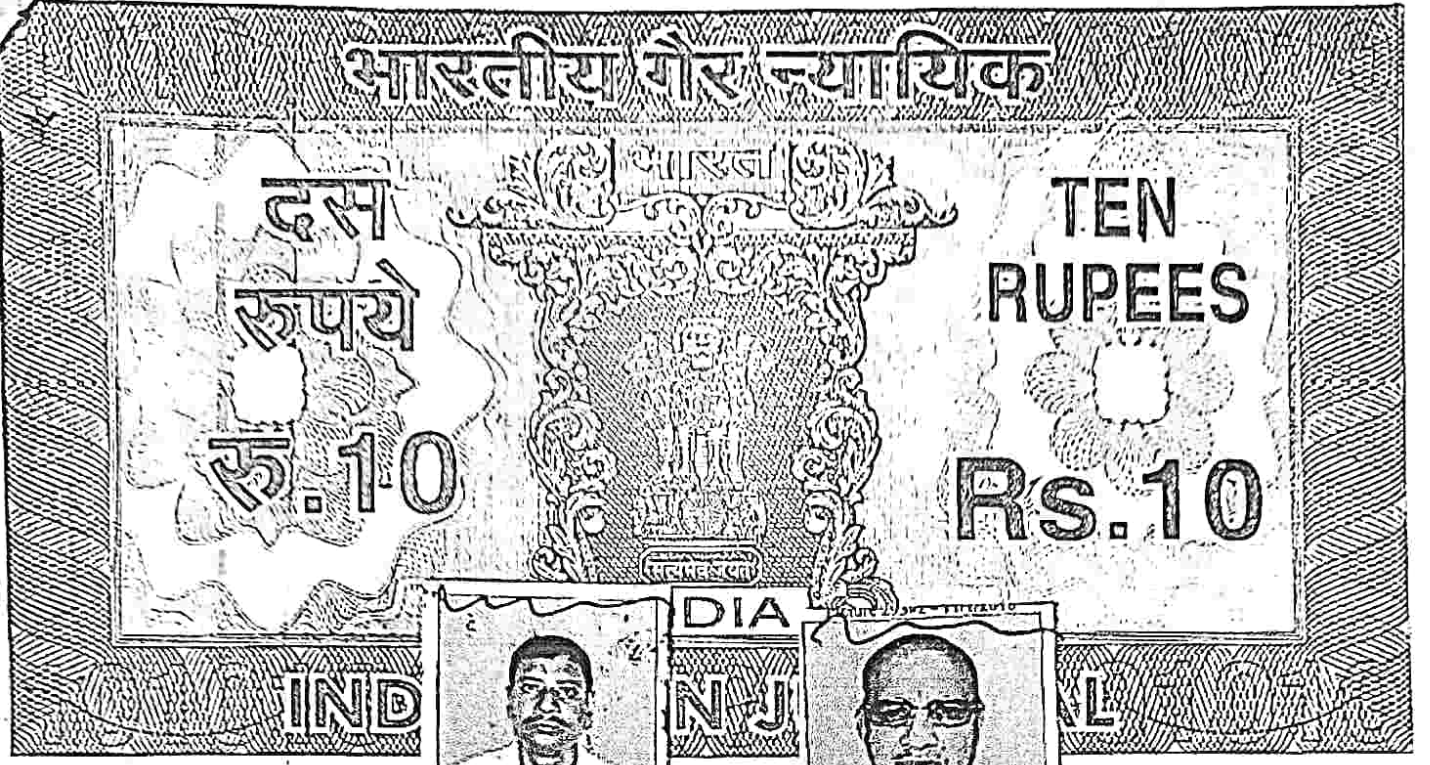 भारतीय गैर न्यायिक
भारत
दस
रुपये
रु.10
TEN
RUPEES
Rs.10
सत्यमेव जयते
DIA
IND
N J
AL